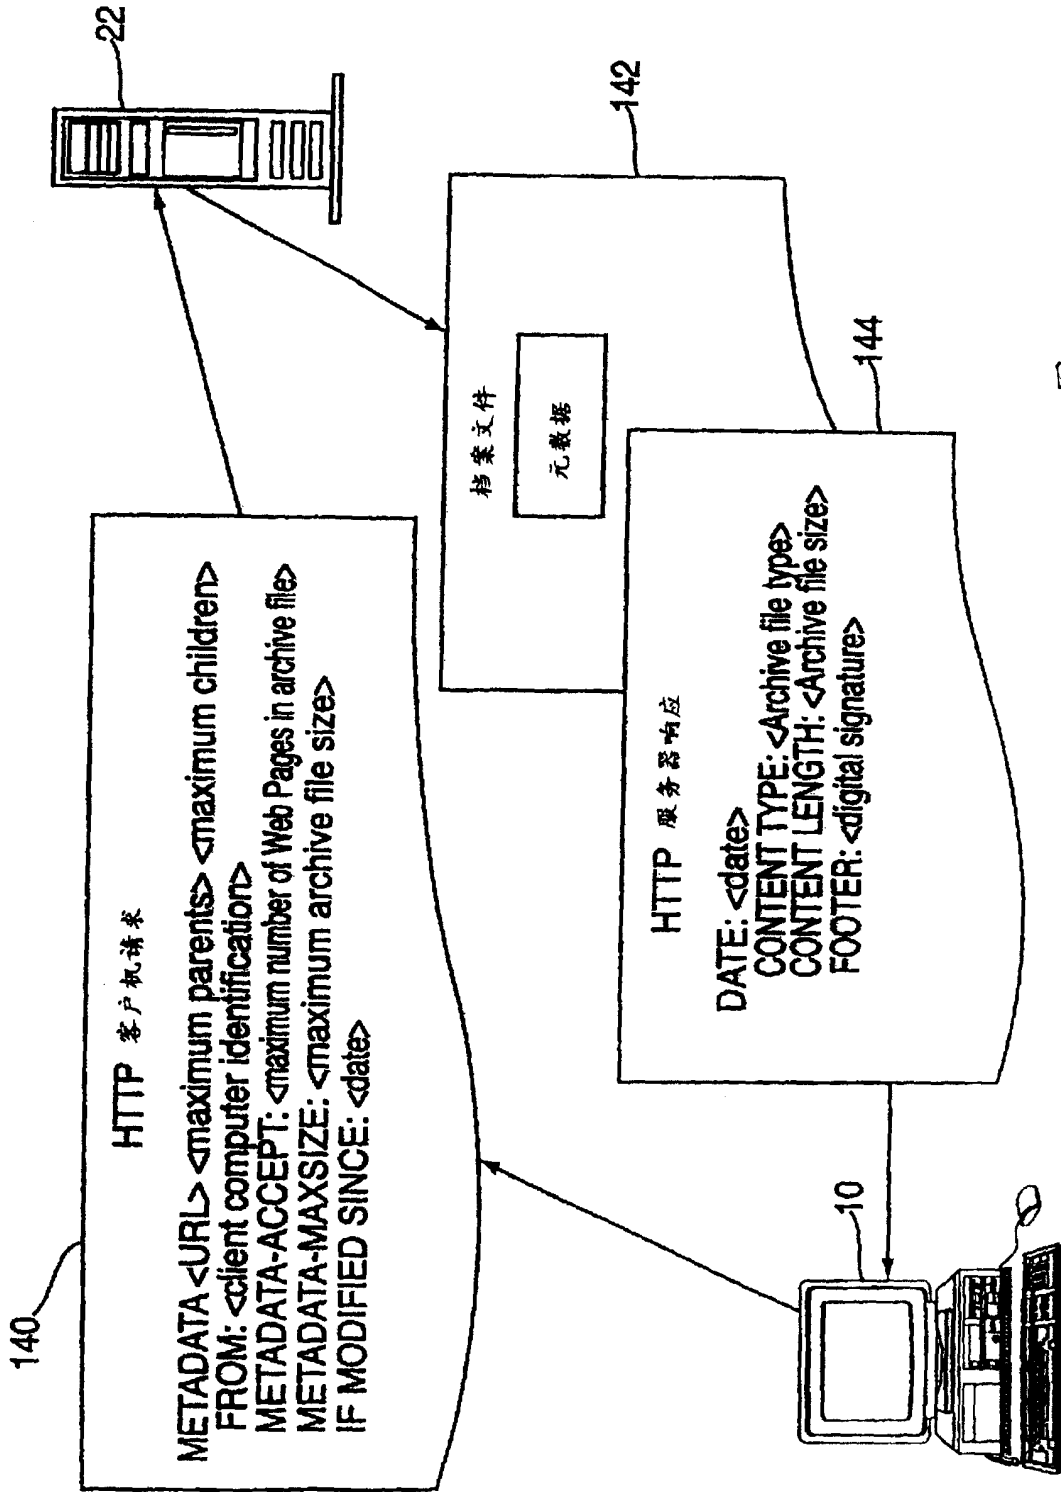 140
HTTP 客户机请求
METADATA <URL> <maximum parents> <maximum children>
FROM: <client computer identification>
METADATA-ACCEPT: <maximum number of Web Pages in archive file>
METADATA-MAXSIZE: <maximum archive file size>
IF MODIFIED SINCE: <date>
22
142
档案文件
元数据
144
HTTP 服务器响应
DATE: <date>
CONTENT TYPE: <Archive file type>
CONTENT LENGTH: <Archive file size>
FOOTER: <digital signature>
10